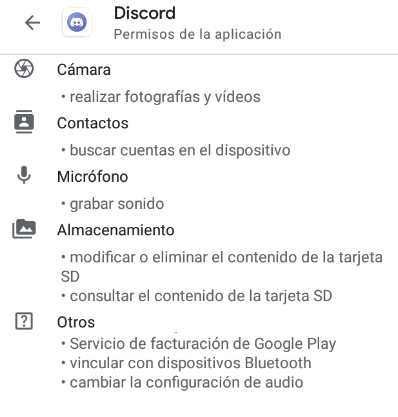 Discord
Permisos de la aplicación
Cámara
• realizar fotografías y vídeos
Contactos
• buscar cuentas en el dispositivo
Micrófono
• grabar sonido
Almacenamiento
• modificar o eliminar el contenido de la tarjeta
SD
• consultar el contenido de la tarjeta SD
Otros
• Servicio de facturación de Google Play
• vincular con dispositivos Bluetooth
• cambiar la configuración de audio